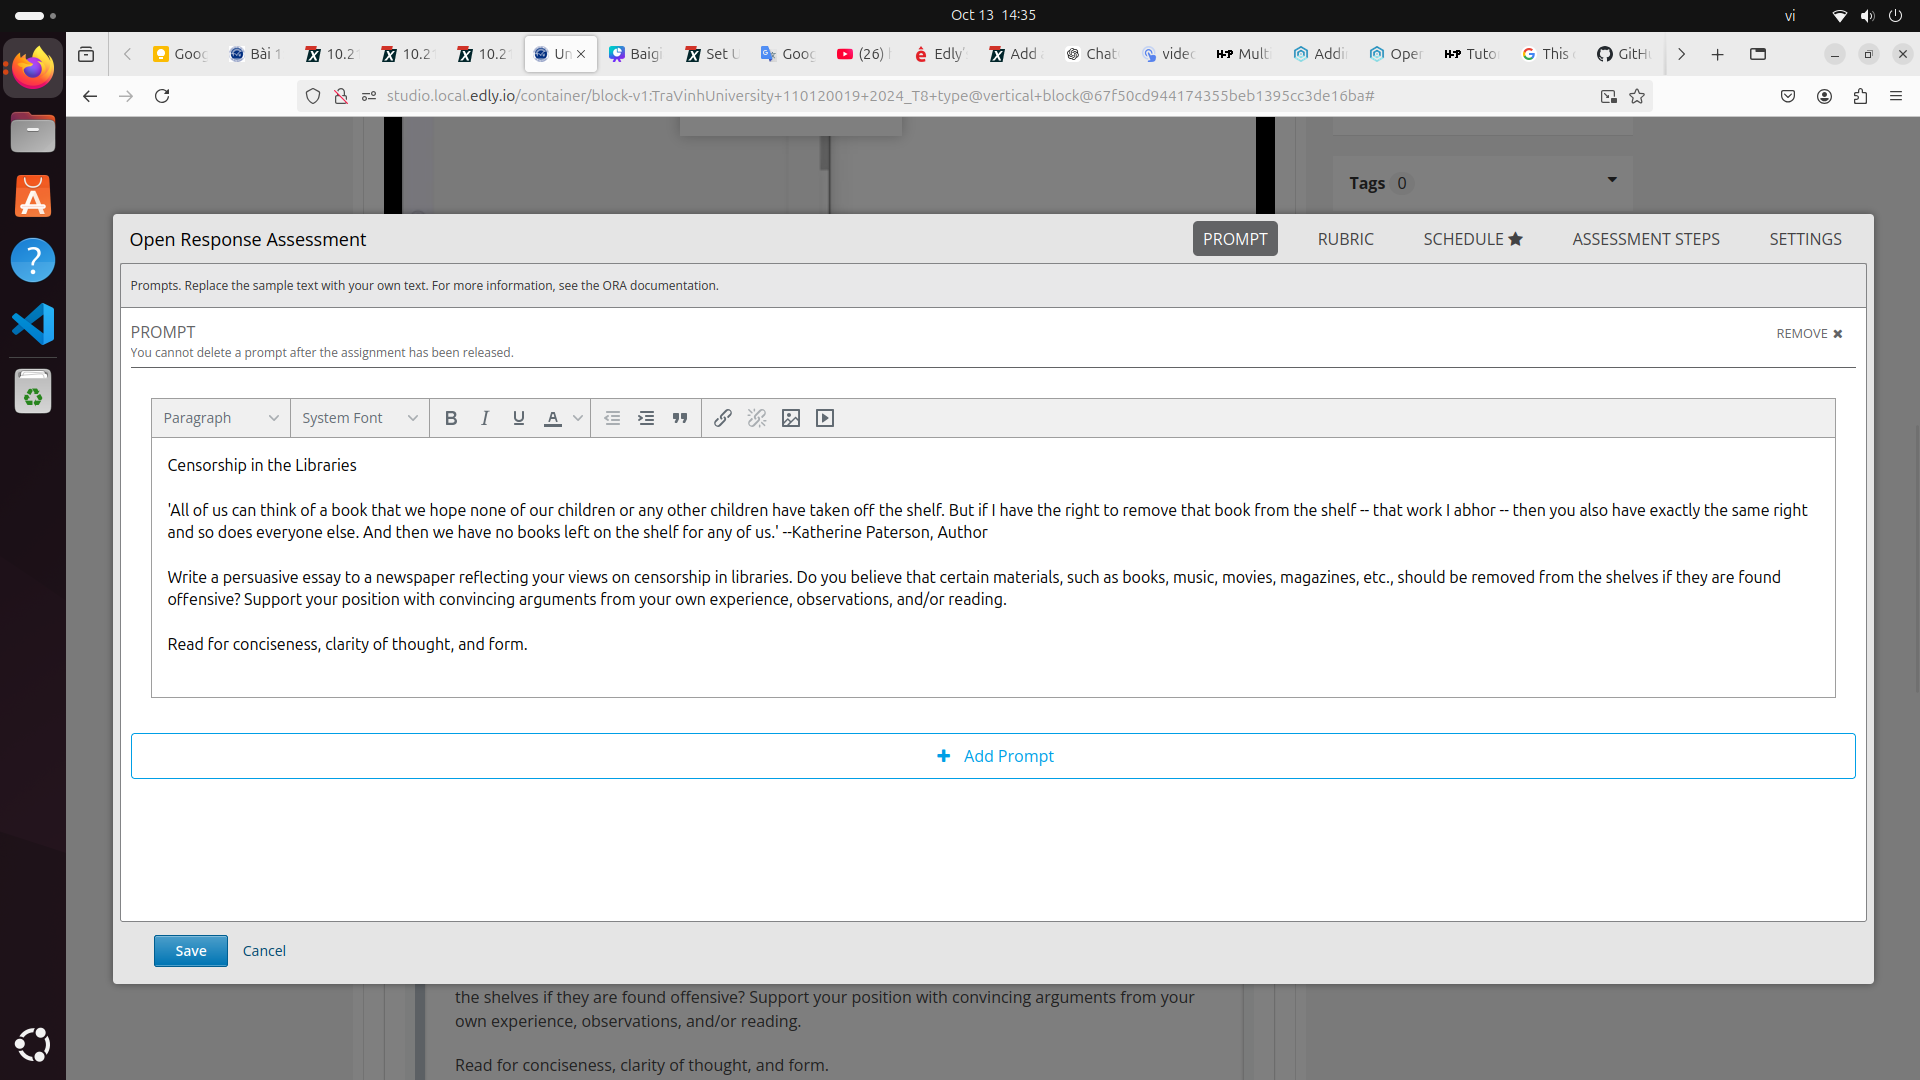 Oct 13 14:35
vi
Goog
Bài 1
10.21
10.21
10.21
Un
Baigi
Set U
Goog
(26)
Edly
Add
Chat
video
Multi
Addin
Open
Tuto
This
GitHu
studio.local.edly.io/container/block-v1:TraVinhUniversity+110120019+2024_T8+type@vertical+block@67f50cd944174355beb1395cc3de16ba#
Tags 0
Open Response Assessment
PROMPT
RUBRIC
SCHEDULE
ASSESSMENT STEPS
SETTINGS
Prompts. Replace the sample text with your own text. For more information, see the ORA documentation.
PROMPT
REMOVE
You cannot delete a prompt after the assignment has been released.
Paragraph
System Font
Censorship in the Libraries
'All of us can think of a book that we hope none of our children or any other children have taken off the shelf. But if I have the right to remove that book from the shelf -- that work I abhor -- then you also have exactly the same right
and so does everyone else. And then we have no books left on the shelf for any of us.' --Katherine Paterson, Author
Write a persuasive essay to a newspaper reflecting your views on censorship in libraries. Do you believe that certain materials, such as books, music, movies, magazines, etc., should be removed from the shelves if they are found
offensive? Support your position with convincing arguments from your own experience, observations, and/or reading.
Read for conciseness, clarity of thought, and form.
Add Prompt
Save
Cancel
the shelves if they are found offensive? Support your position with convincing arguments from your
own experience, observations, and/or reading.
Read for conciseness, clarity of thought, and form.